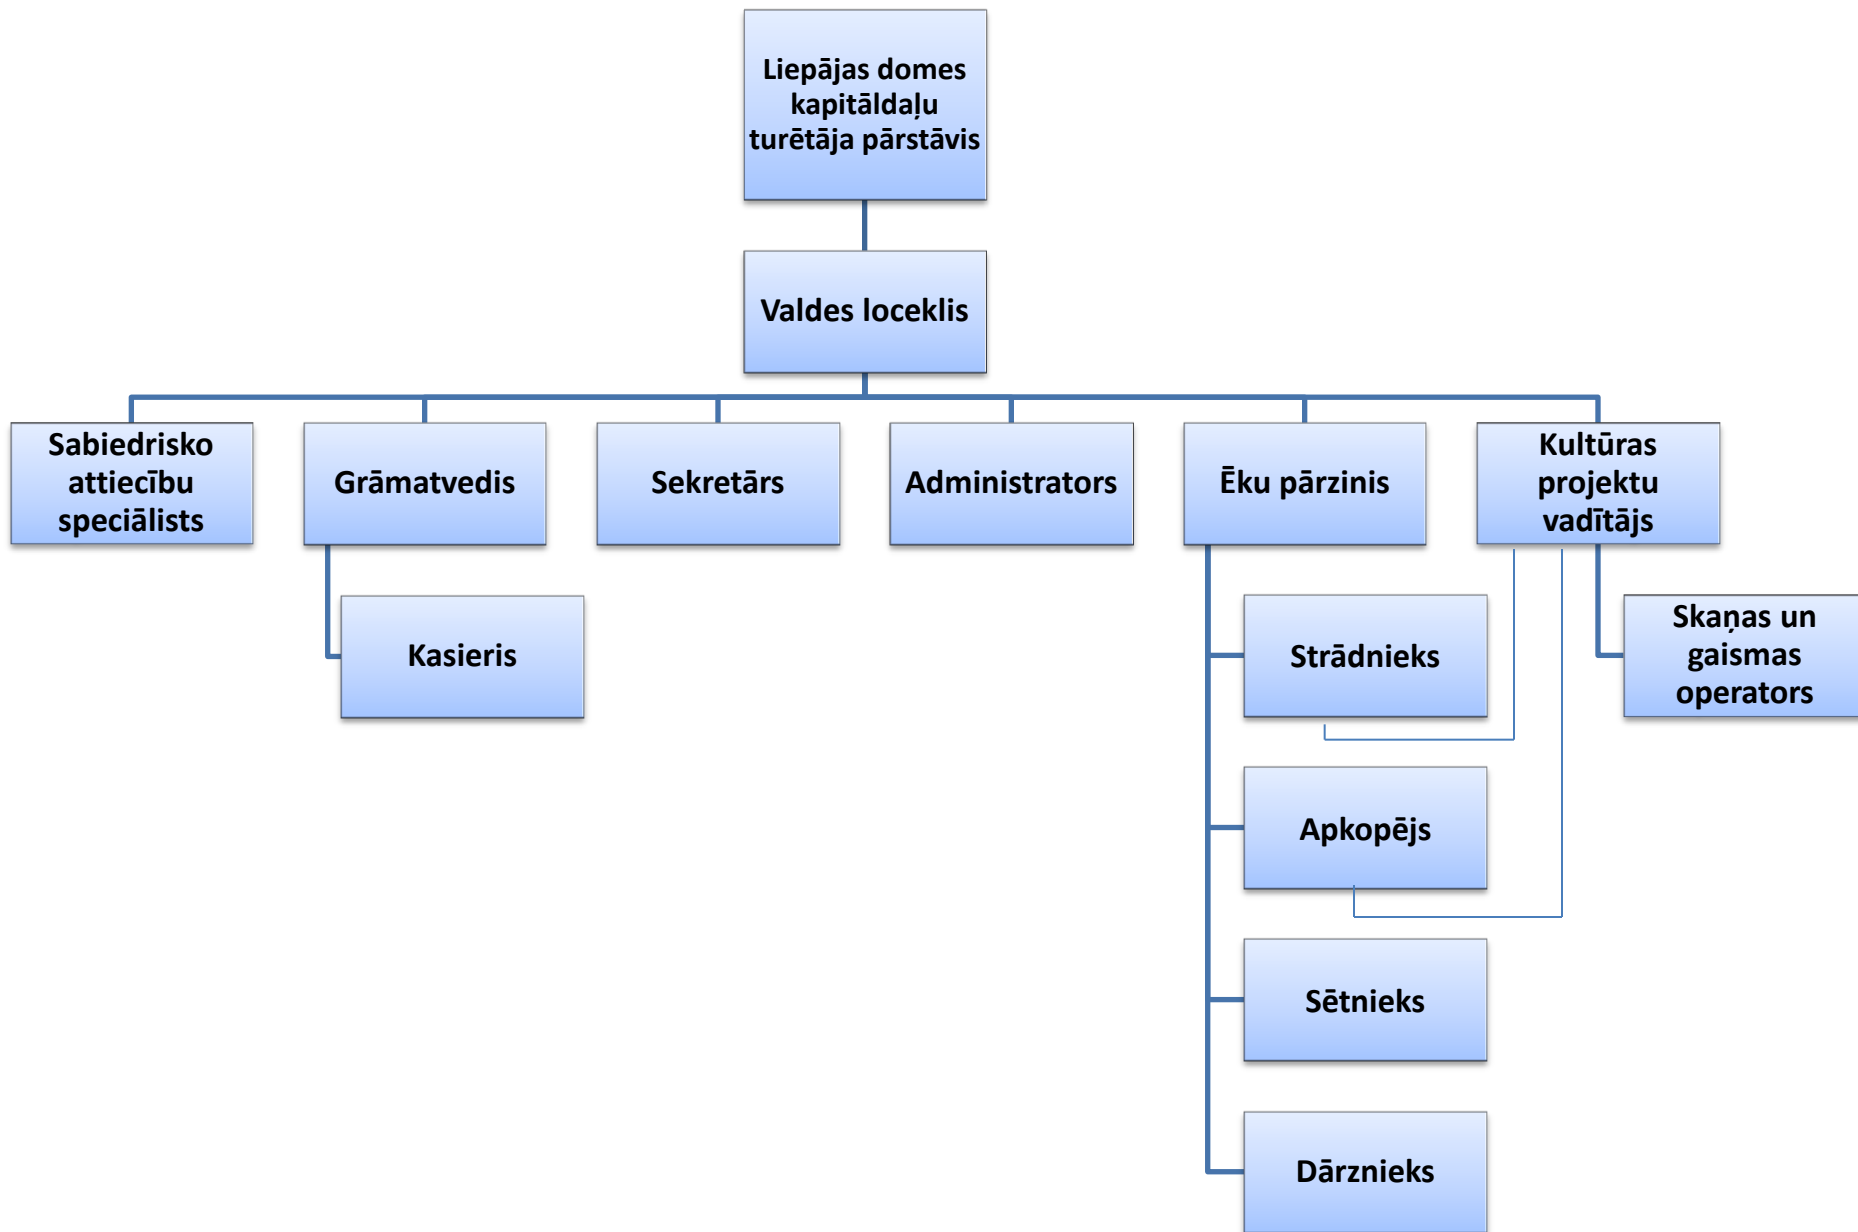 Liepājas domes
kapitāldaļu
turētāja pārstāvis
Valdes loceklis
Sabiedrisko
attiecību
speciālists
Grāmatvedis
Sekretārs
Administrators
Ēku pārzinis
Kultūras
projektu
vadītājs
Kasieris
Strādnieks
Skaņas un
gaismas
operators
Apkopējs
Sētnieks
Dārznieks